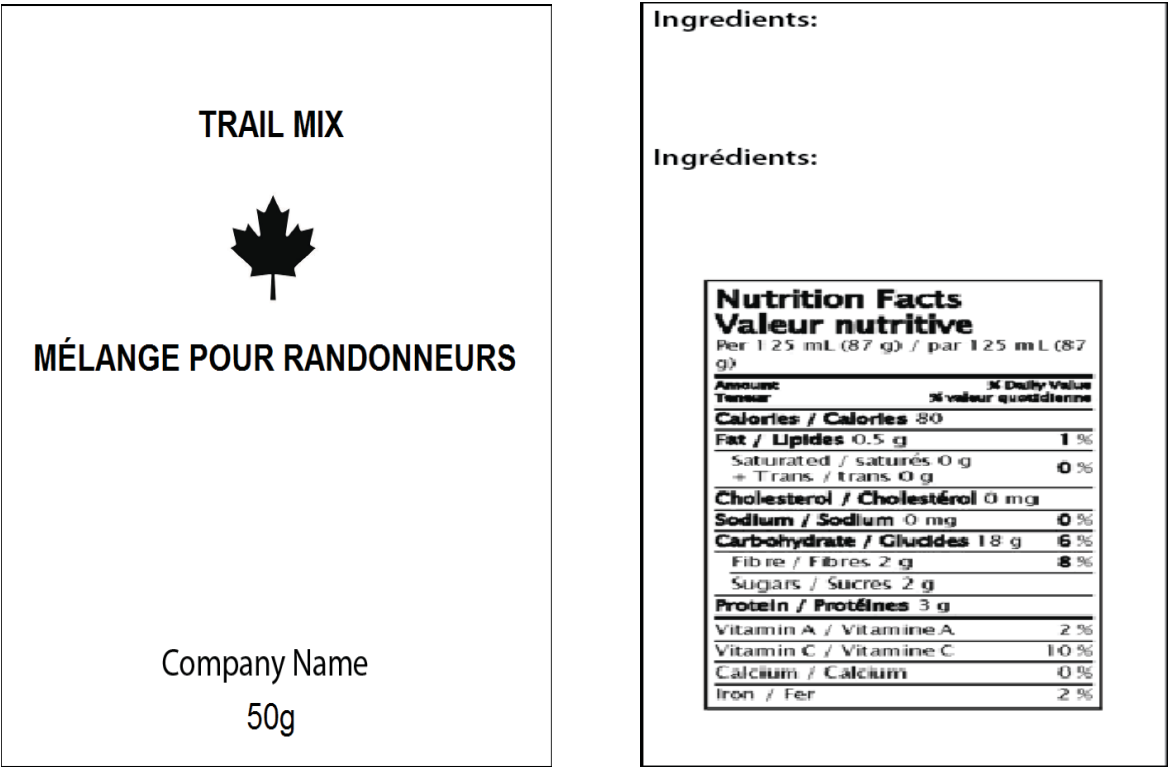 TRAIL MIX
MÉLANGE POUR RANDONNEURS
Company Name
50g
Ingredients:
Ingrédients:
Nutrition Facts
Valeur nutritive
Per 125 mL (87 g) / par 125 mL (87
g)
Amount % Daily Value
Teneur % valeur quotidienne
Calories / Calories 80
Fat / Lipides 0.5 g 1 %
Saturated / saturés 0 g
+ Trans / trans 0 g 0 %
Cholesterol / Cholestérol 0 mg
Sodium / Sodium 0 mg 0 %
Carbohydrate / Glucides 18 g 6 %
Fibre / Fibres 2 g 8 %
Sugars / Sucres 2 g
Protein / Protéines 3 g
Vitamin A / Vitamine A 2 %
Vitamin C / Vitamine C 10 %
Calcium / Calcium 0 %
Iron / Fer 2 %